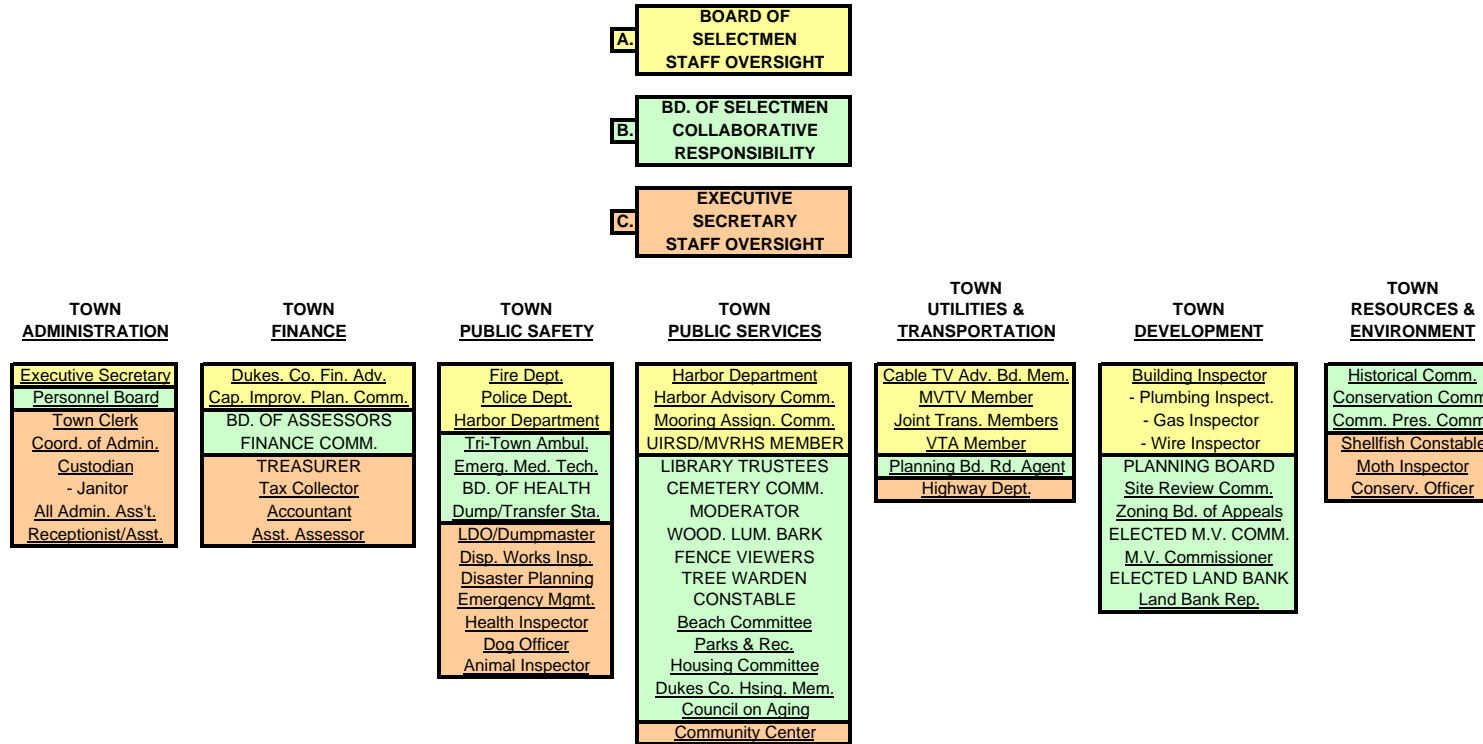 A.
BOARD OF
SELECTMEN
STAFF OVERSIGHT
B.
BD. OF SELECTMEN
COLLABORATIVE
RESPONSIBILITY
C.
EXECUTIVE
SECRETARY
STAFF OVERSIGHT
TOWN
ADMINISTRATION
Executive Secretary
Personnel Board
Town Clerk
Coord. of Admin.
Custodian
- Janitor
All Admin. Ass't.
Receptionist/Asst.
TOWN
FINANCE
Dukes. Co. Fin. Adv.
Cap. Improv. Plan. Comm.
BD. OF ASSESSORS
FINANCE COMM.
TREASURER
Tax Collector
Accountant
Asst. Assessor
TOWN
PUBLIC SAFETY
Fire Dept.
Police Dept.
Harbor Department
Tri-Town Ambul.
Emerg. Med. Tech.
BD. OF HEALTH
Dump/Transfer Sta.
LDO/Dumpmaster
Disp. Works Insp.
Disaster Planning
Emergency Mgmt.
Health Inspector
Dog Officer
Animal Inspector
TOWN
PUBLIC SERVICES
Harbor Department
Harbor Advisory Comm.
Mooring Assign. Comm.
UIRSD/MVRHS MEMBER
LIBRARY TRUSTEES
CEMETERY COMM.
MODERATOR
WOOD. LUM. BARK
FENCE VIEWERS
TREE WARDEN
CONSTABLE
Beach Committee
Parks & Rec.
Housing Committee
Dukes Co. Hsing. Mem.
Council on Aging
Community Center
TOWN
UTILITIES &
TRANSPORTATION
Cable TV Adv. Bd. Mem.
MVTV Member
Joint Trans. Members
VTA Member
Planning Bd. Rd. Agent
Highway Dept.
TOWN
DEVELOPMENT
Building Inspector
- Plumbing Inspect.
- Gas Inspector
- Wire Inspector
PLANNING BOARD
Site Review Comm.
Zoning Bd. of Appeals
ELECTED M.V. COMM.
M.V. Commissioner
ELECTED LAND BANK
Land Bank Rep.
TOWN
RESOURCES &
ENVIRONMENT
Historical Comm.
Conservation Comm
Comm. Pres. Comm
Shellfish Constable
Moth Inspector
Conserv. Officer